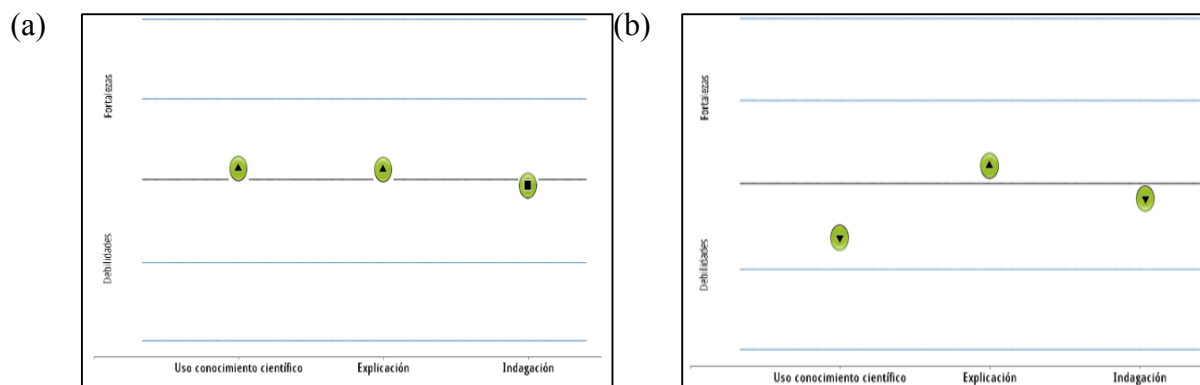 (a)
Fortalezas
Debilidades
Uso conocimiento científico Explicación Indagación
(b)
Fortalezas
Debilidades
Uso conocimiento científico Explicación Indagación